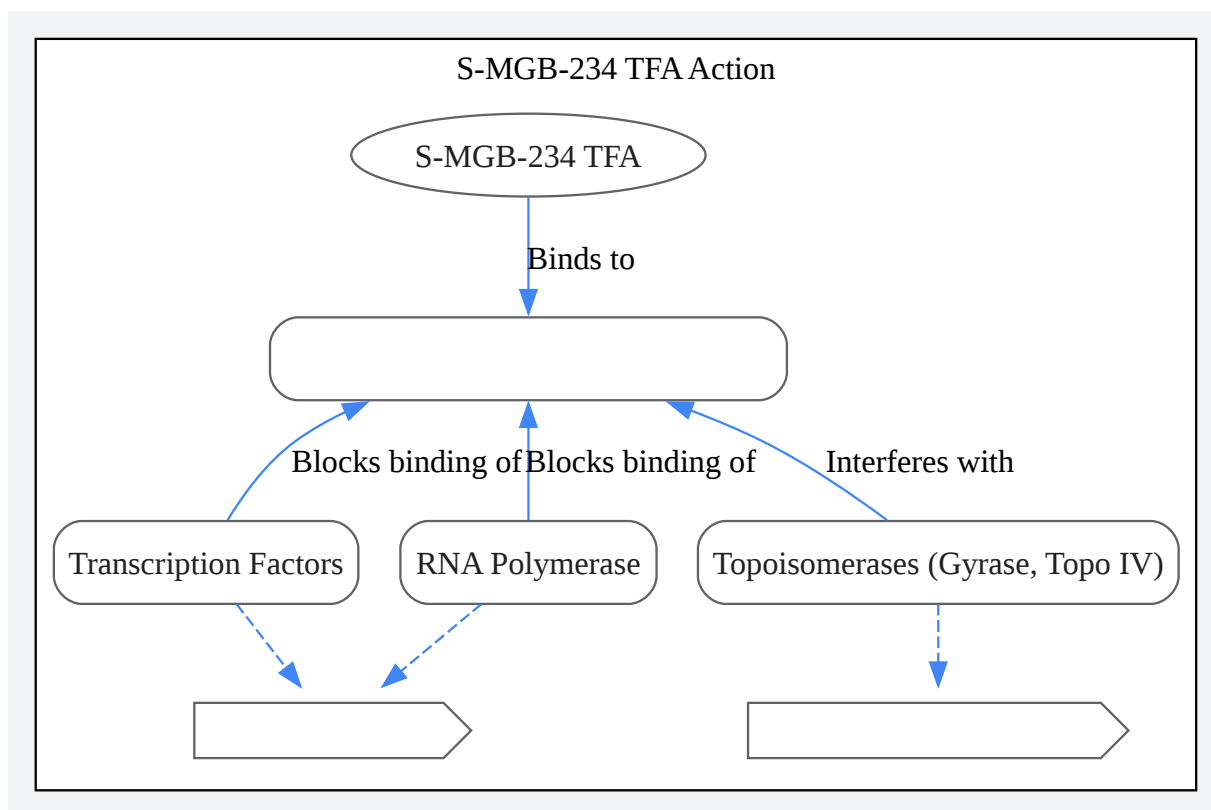 S-MGB-234 TFA Action
S-MGB-234 TFA
Binds to
Blocks binding of
Blocks binding of
Interferes with
Transcription Factors
RNA Polymerase
Topoisomerases (Gyrase, Topo IV)